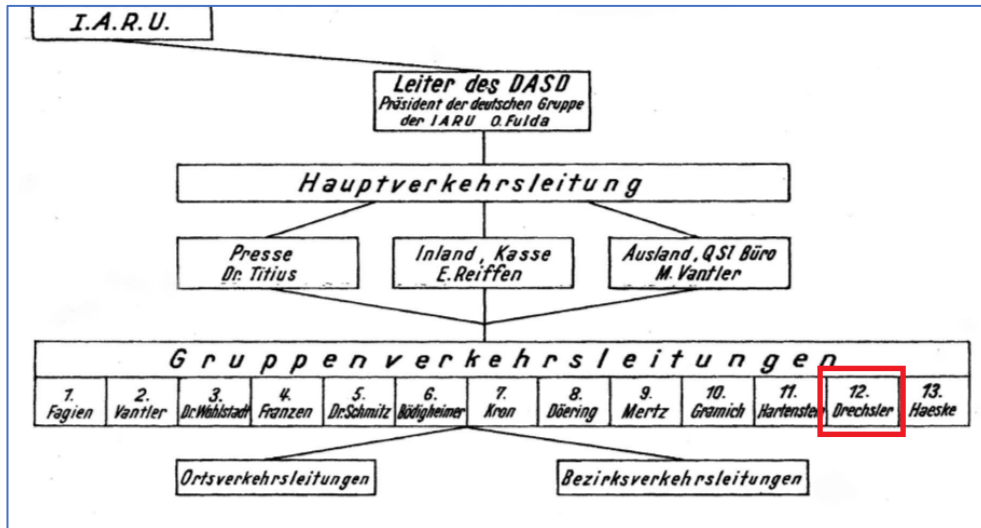 I.A.R.U.
Leiter des DASD
Präsident der deutschen Gruppe
der IARU O.Fulda
Hauptverkehrsleitung
Presse
Dr. Titius
Inland, Kasse
E.Reiffen
Ausland, QSl Büro
M.Vantler
Gruppenverkehrsleitungen
1.
Fagien
2.
Vantler
3.
Dr.Wohlstadt
4.
Franzen
5.
Dr.Schmitz
6.
Bödigheimer
7.
Kron
8.
Döering
9.
Mertz
10.
Gramich
11.
Hartenstein
12.
Drechsler
13.
Haeske
Ortsverkehrsleitungen
Bezirksverkehrsleitungen